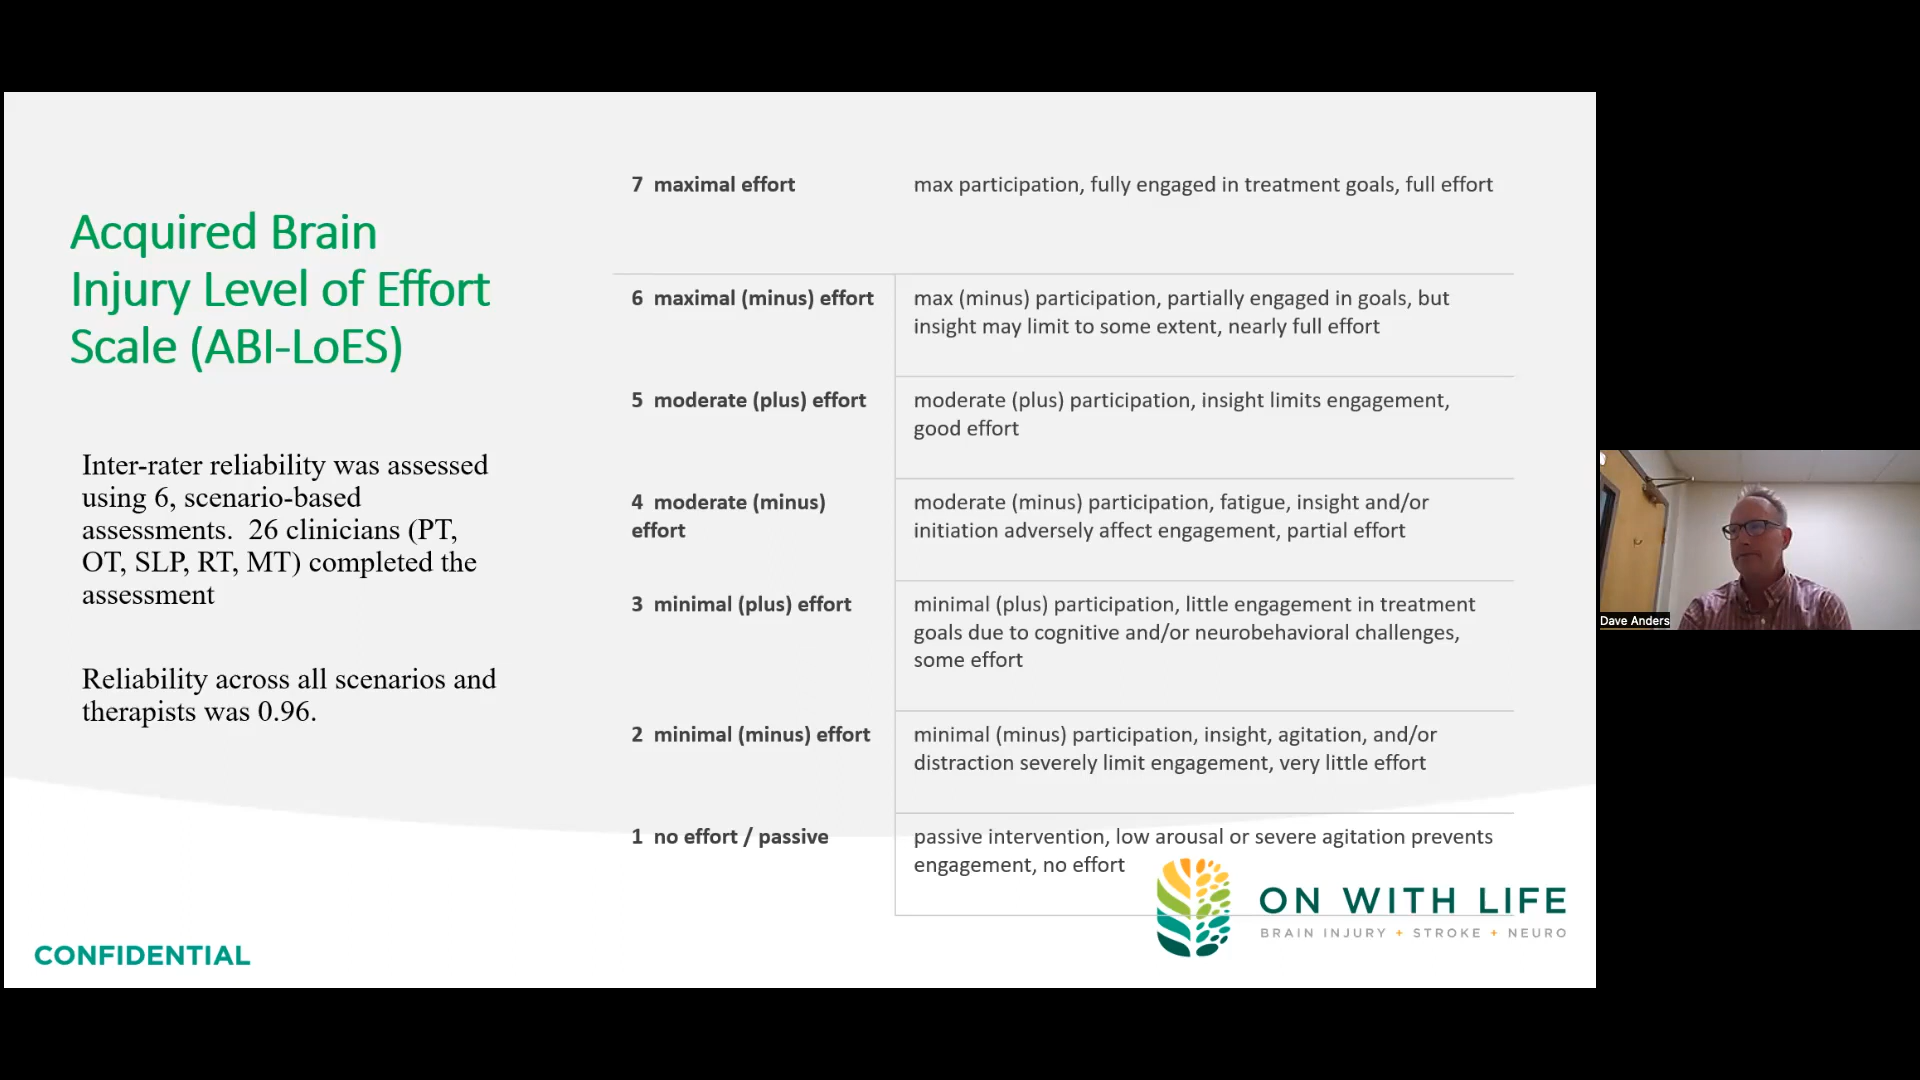 Acquired Brain
Injury Level of Effort
Scale (ABI-LoES)
Inter-rater reliability was assessed
using 6, scenario-based
assessments.  26 clinicians (PT,
OT, SLP, RT, MT) completed the
assessment
Reliability across all scenarios and
therapists was 0.96.
7  maximal effort
max participation, fully engaged in treatment goals, full effort
6  maximal (minus) effort
max (minus) participation, partially engaged in goals, but
insight may limit to some extent, nearly full effort
5  moderate (plus) effort
moderate (plus) participation, insight limits engagement,
good effort
4  moderate (minus)
effort
moderate (minus) participation, fatigue, insight and/or
initiation adversely affect engagement, partial effort
3  minimal (plus) effort
minimal (plus) participation, little engagement in treatment
goals due to cognitive and/or neurobehavioral challenges,
some effort
2  minimal (minus) effort
minimal (minus) participation, insight, agitation, and/or
distraction severely limit engagement, very little effort
1  no effort / passive
passive intervention, low arousal or severe agitation prevents
engagement, no effort
ON WITH LIFE
BRAIN INJURY + STROKE + NEURO
CONFIDENTIAL
Dave Anders